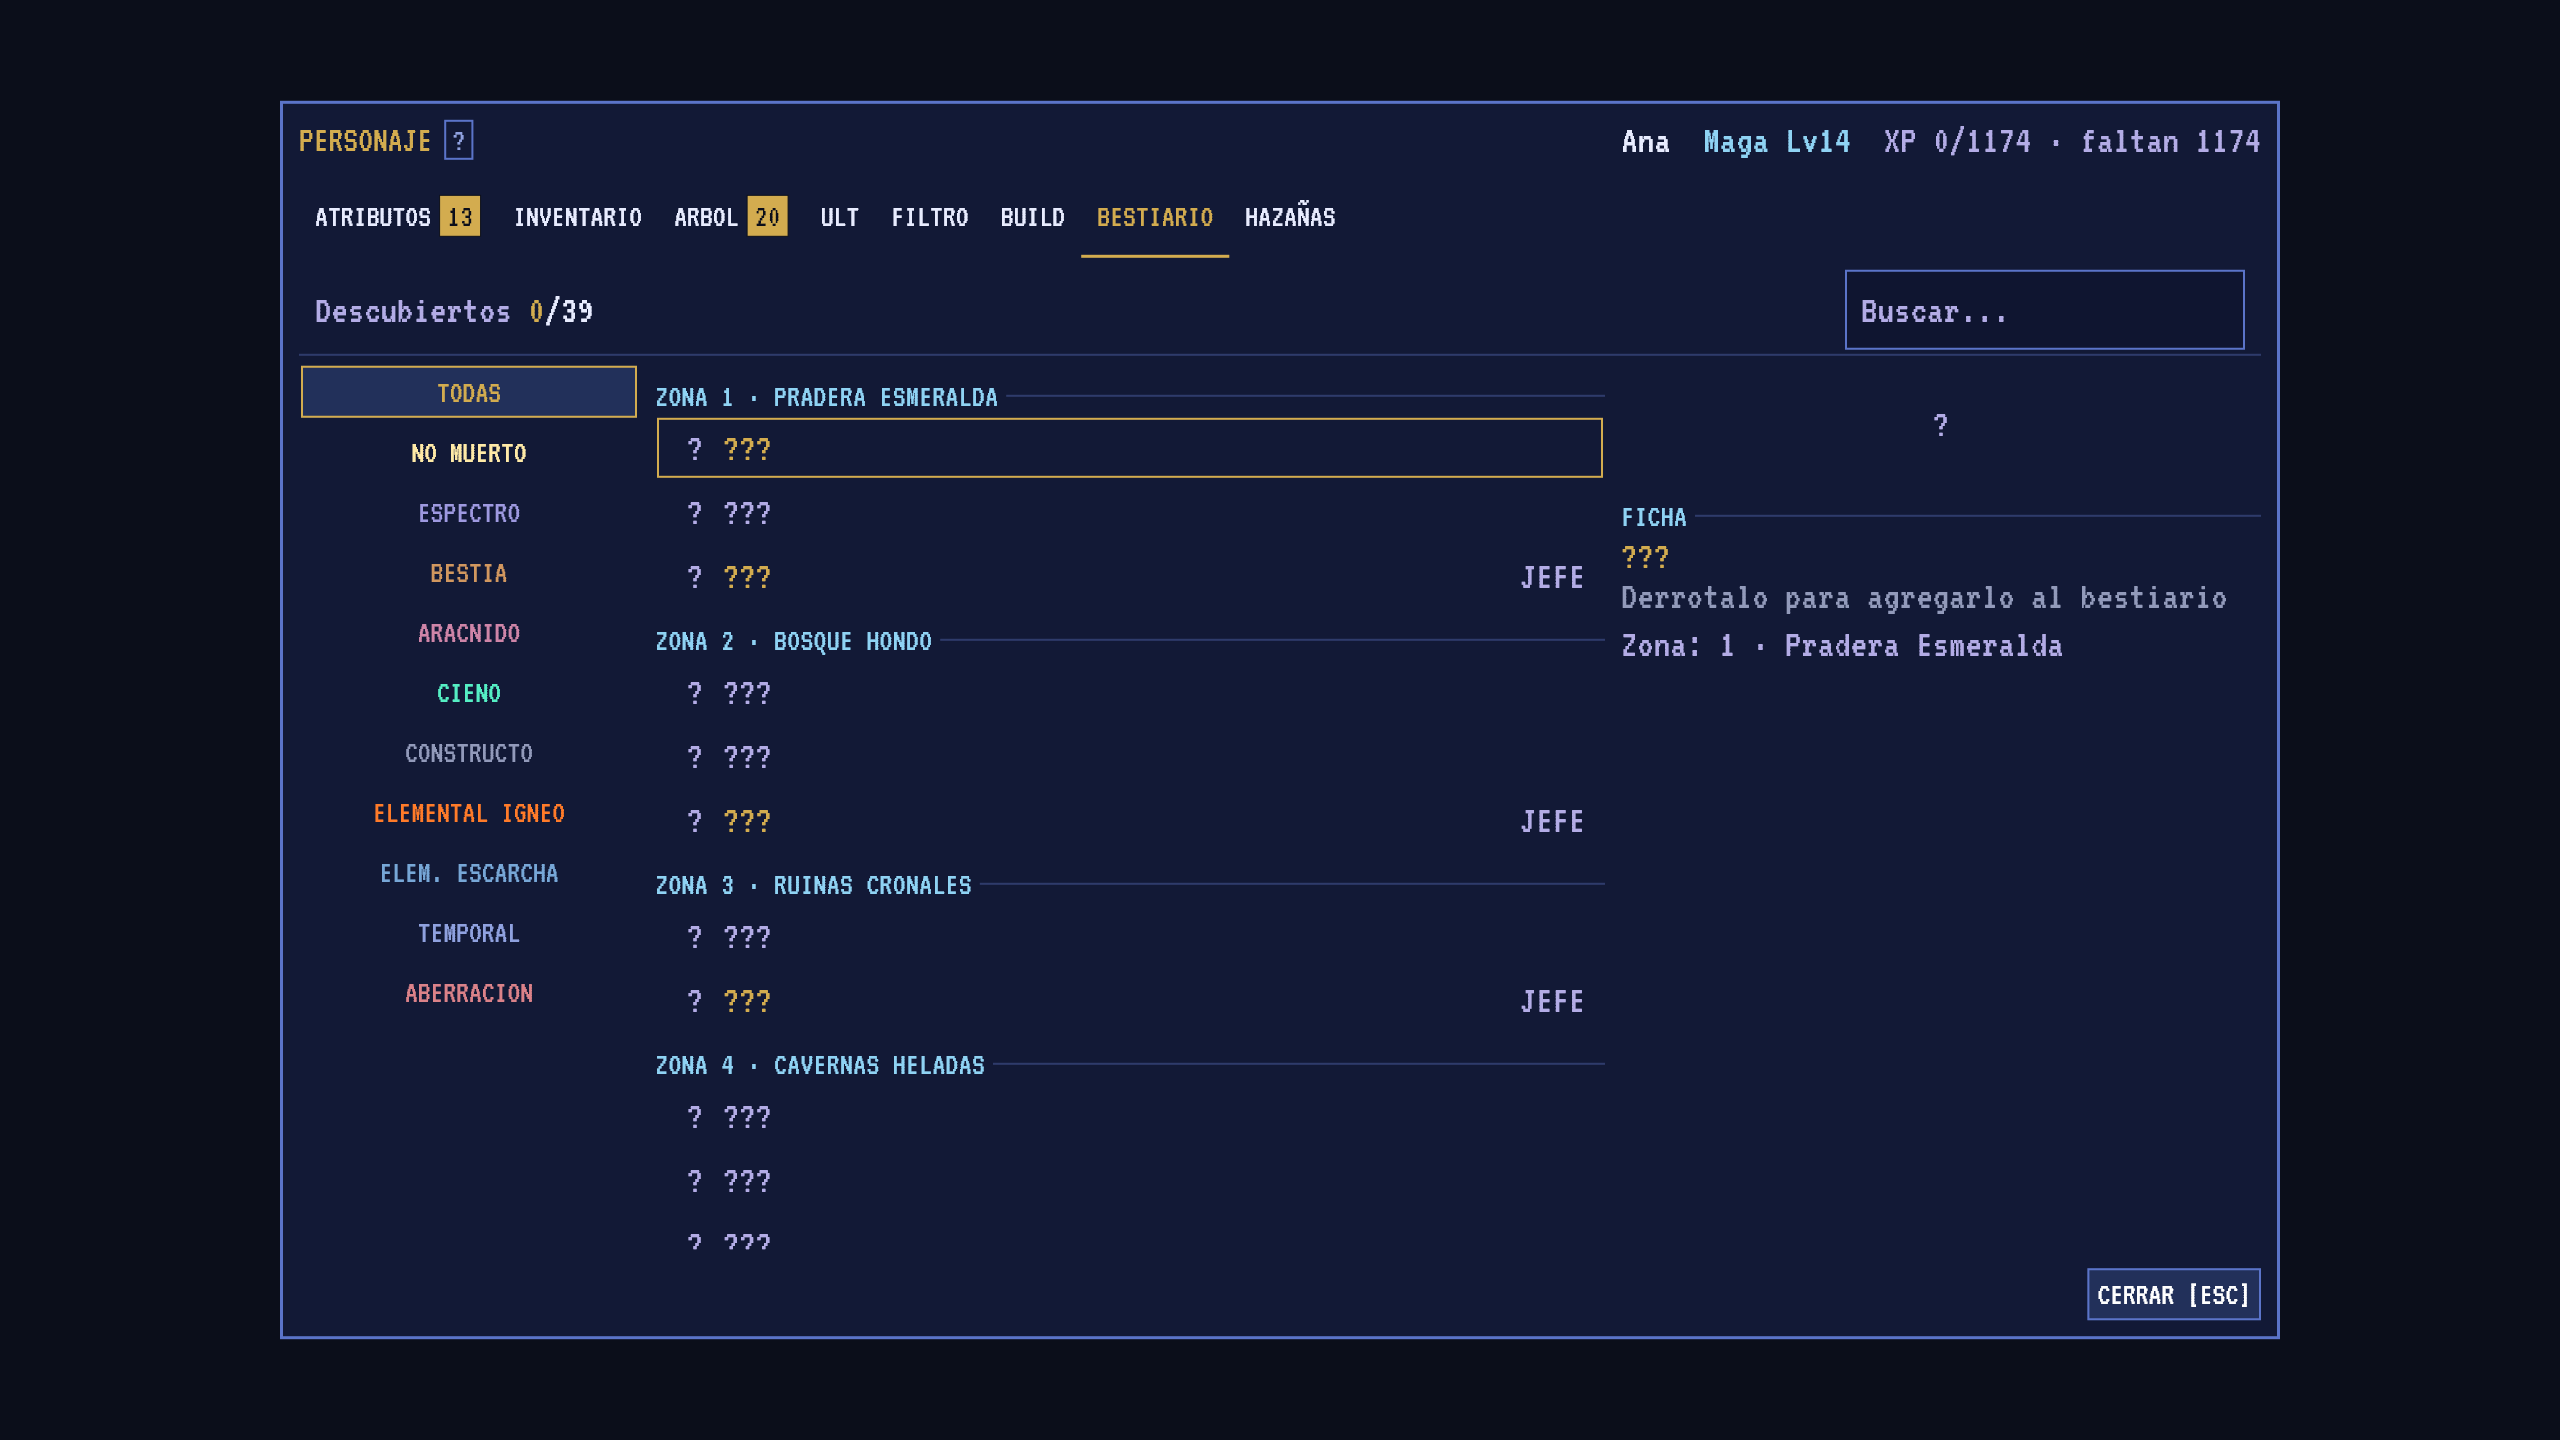 PERSONAJE ? Ana Maga Lv14 XP 0/1174 · faltan 1174
ATRIBUTOS 13 INVENTARIO ARBOL 20 ULT FILTRO BUILD BESTIARIO HAZAÑAS
Descubiertos 0/39 Buscar...
TODAS
NO MUERTO
ESPECTRO
BESTIA
ARACNIDO
CIENO
CONSTRUCTO
ELEMENTAL IGNEO
ELEM. ESCARCHA
TEMPORAL
ABERRACION
ZONA 1 · PRADERA ESMERALDA
? ???
? ???
? ??? JEFE
ZONA 2 · BOSQUE HONDO
? ???
? ???
? ??? JEFE
ZONA 3 · RUINAS CRONALES
? ???
? ??? JEFE
ZONA 4 · CAVERNAS HELADAS
? ???
? ???
? ???
?
FICHA
???
Derrotalo para agregarlo al bestiario
Zona: 1 · Pradera Esmeralda
CERRAR [ESC]